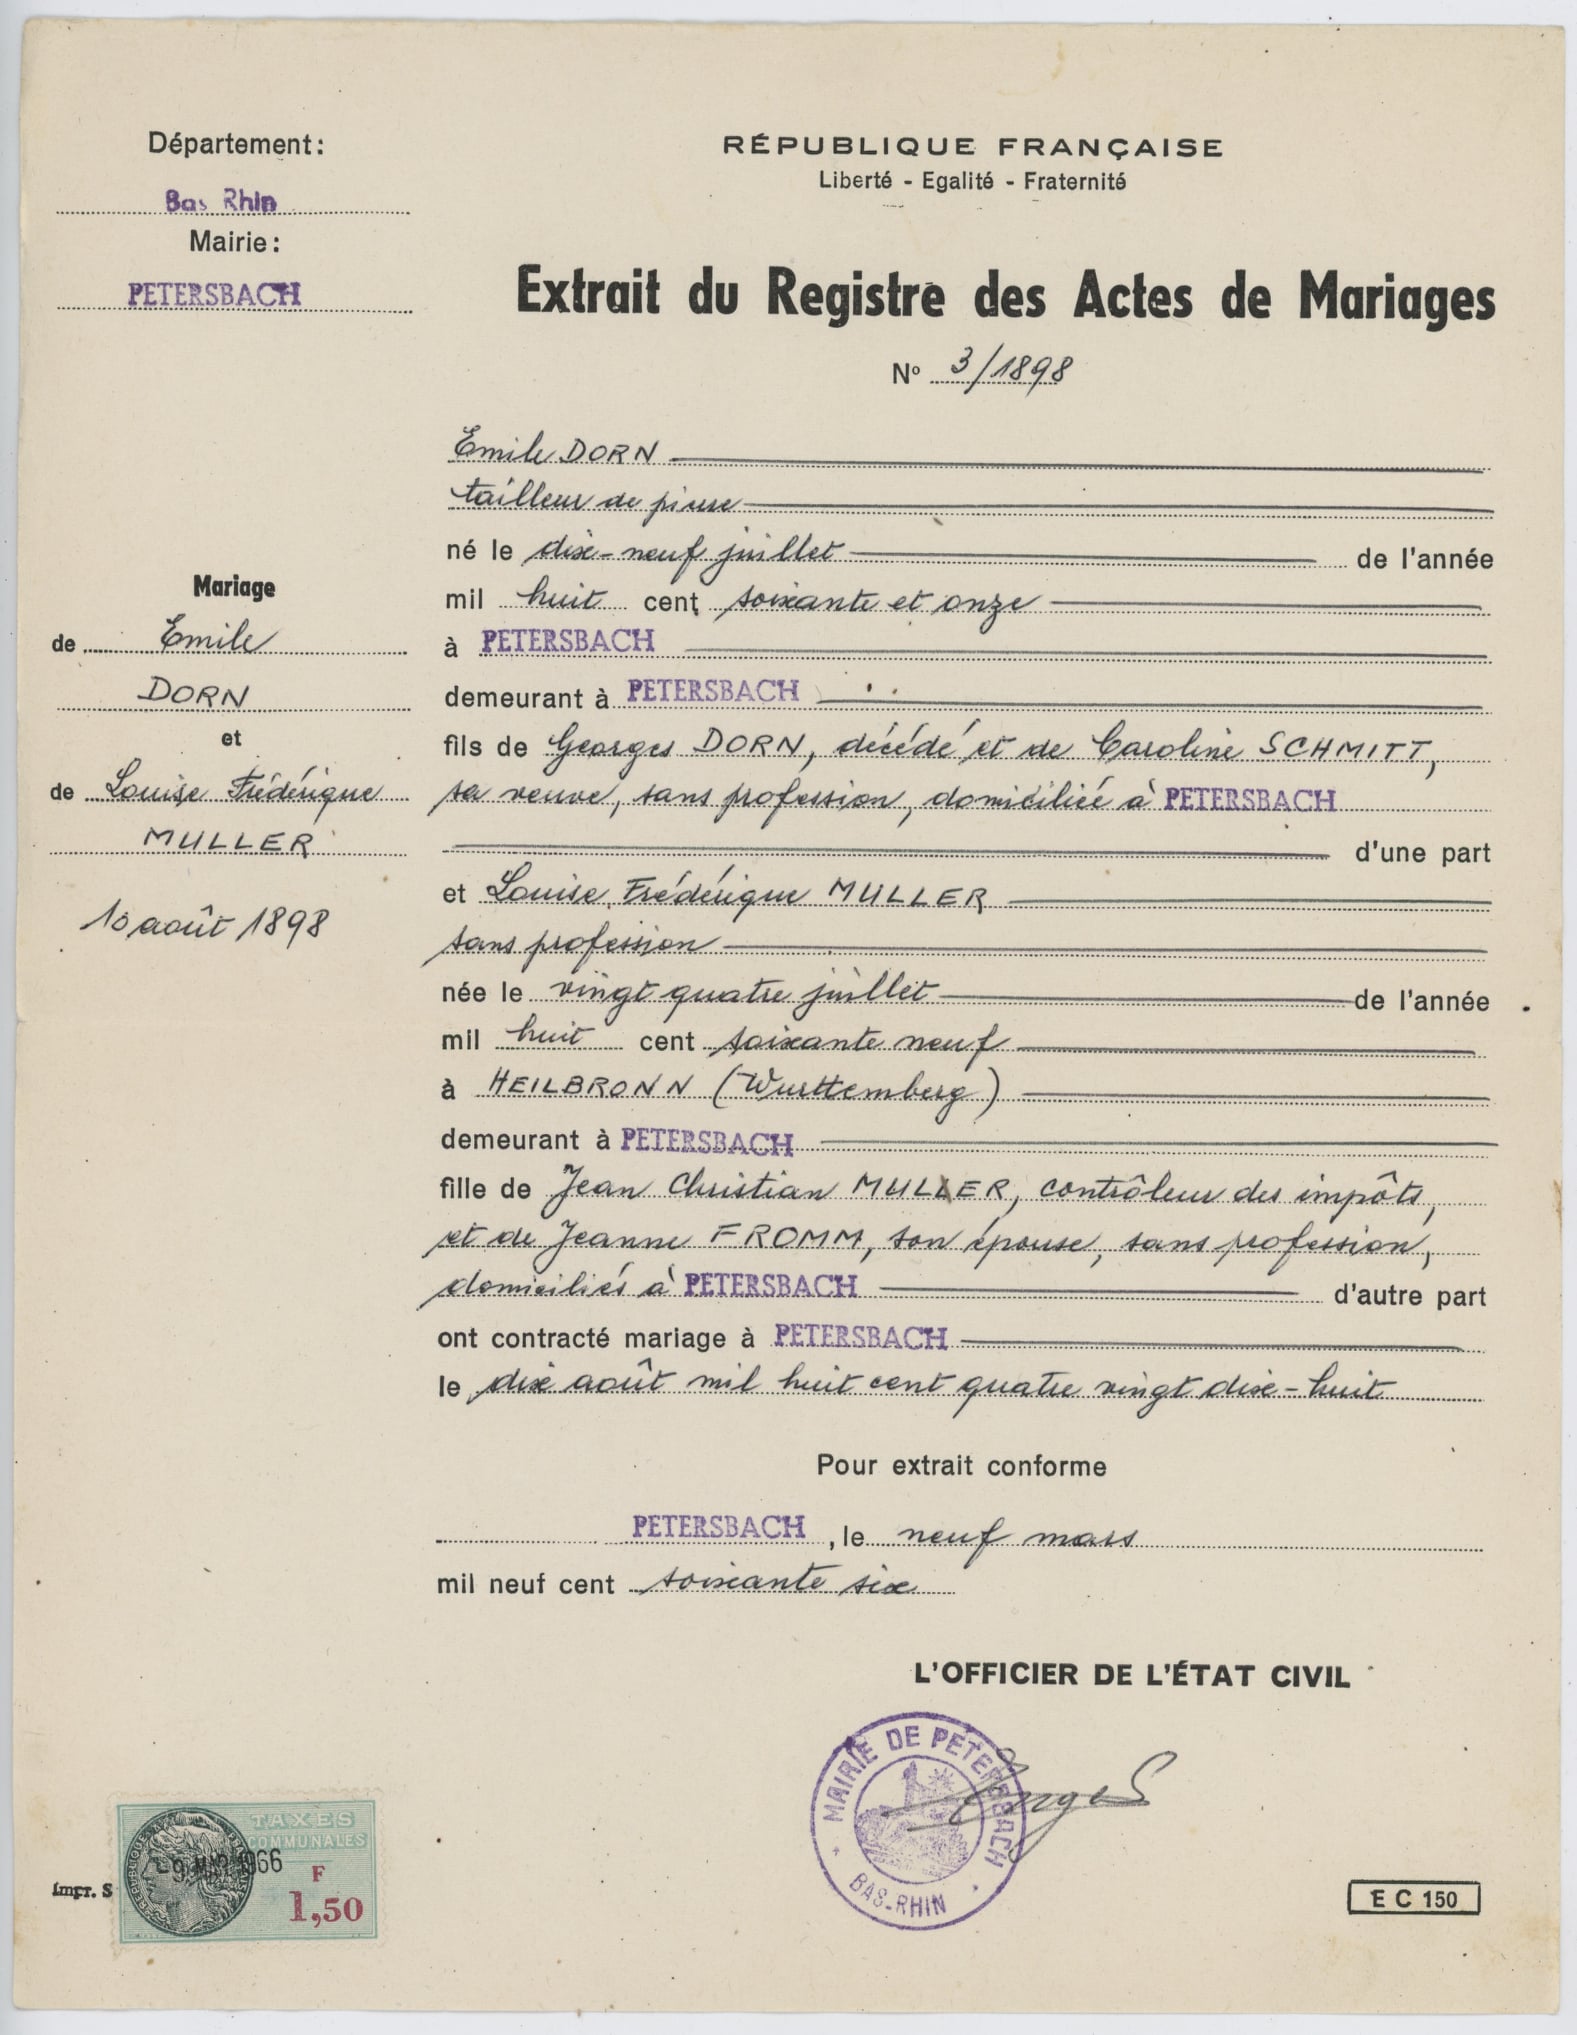 Département:
Bas Rhin
Mairie:
PETERSBACH
RÉPUBLIQUE FRANÇAISE
Liberté - Egalité - Fraternité
Extrait du Registre des Actes de Mariages
Nº 3/1898
Mariage
de Emile
DORN
et
de Louise Frédérique
MULLER
10 août 1898
Emile DORN
tailleur de pierre
né le dix-neuf juillet de l'année
mil huit cent soixante et onze
à PETERSBACH
demeurant à PETERSBACH
fils de Georges DORN, décédé et de Caroline SCHMITT,
sa veuve, sans profession, domiciliée à PETERSBACH
d'une part
et Louise Frédérique MULLER
sans profession
née le vingt quatre juillet de l'année
mil huit cent soixante neuf
à HEILBRONN (Wurttemberg)
demeurant à PETERSBACH
fille de Jean Christian MULLER, contrôleur des impôts,
et de Jeanne FROMM, son épouse, sans profession,
domiciliés à PETERSBACH d'autre part
ont contracté mariage à PETERSBACH
le dix août mil huit cent quatre vingt dix-huit
Pour extrait conforme
PETERSBACH, le neuf mars
mil neuf cent soixante six
L'OFFICIER DE L'ÉTAT CIVIL
MAIRIE DE PETERSBACH
BAS-RHIN
TAXES
COMMUNALES
9 MAR 1966
F
1,50
Impr. S
E C 150